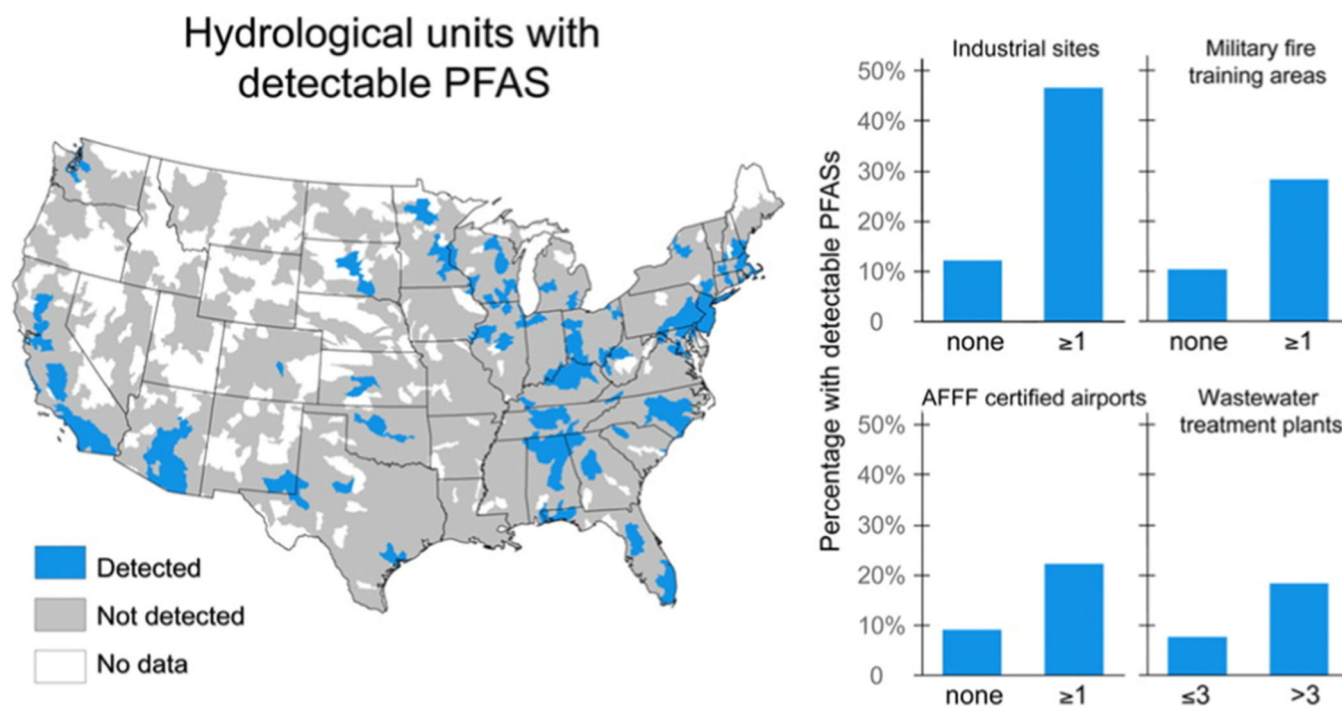 Hydrological units with
detectable PFAS
Detected
Not detected
No data
Percentage with detectable PFASs
Industrial sites
50%
40%
30%
20%
10%
0
none
≥1
Military fire
training areas
none
≥1
AFFF certified airports
50%
40%
30%
20%
10%
0
none
≥1
Wastewater
treatment plants
≤3
>3